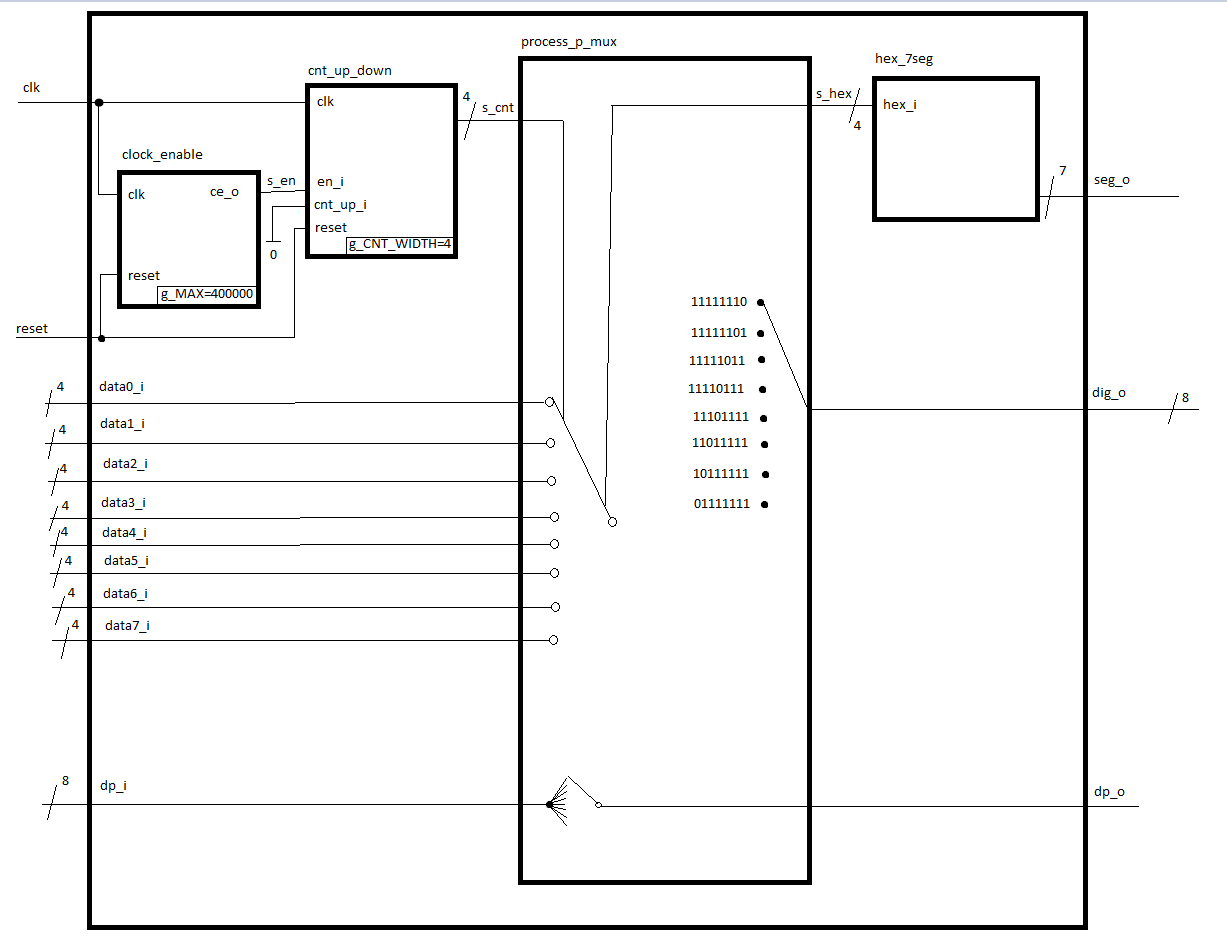 process_p_mux
hex_7seg
cnt_up_down
clk
clk
4
s_cnt
s_hex
4
hex_i
clock_enable
clk
ce_o
s_en
en_i
cnt_up_i
reset
g_CNT_WIDTH=4
0
reset
g_MAX=400000
7
seg_o
reset
11111110
11111101
11111011
11110111
11101111
11011111
10111111
01111111
dig_o
8
4
data0_i
4
data1_i
4
data2_i
4
data3_i
4
data4_i
4
data5_i
4
data6_i
4
data7_i
8
dp_i
dp_o